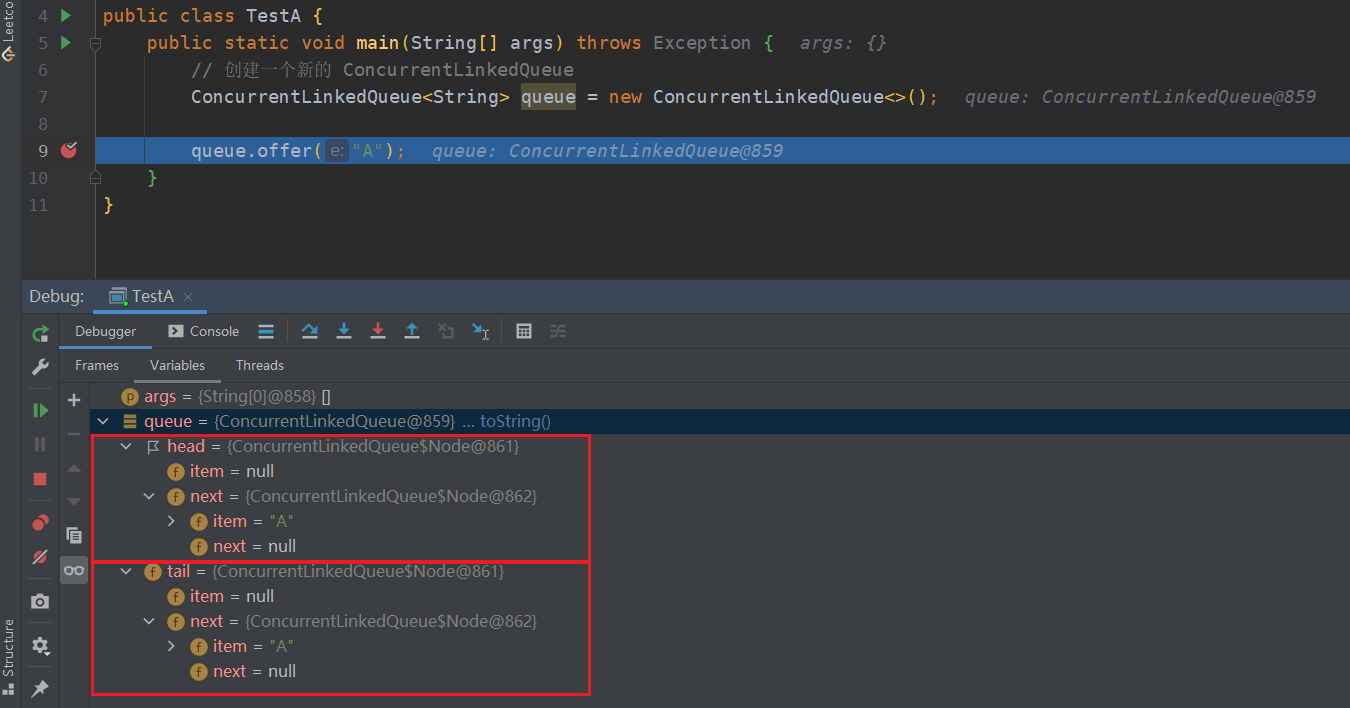 Leetco
4 public class TestA {
5 public static void main(String[] args) throws Exception { args: {}
6 // 创建一个新的 ConcurrentLinkedQueue
7 ConcurrentLinkedQueue<String> queue = new ConcurrentLinkedQueue<>(); queue: ConcurrentLinkedQueue@859
8
9 queue.offer( e: "A"); queue: ConcurrentLinkedQueue@859
10 }
11 }
Debug: TestA
Debugger Console
Frames Variables Threads
p args = {String[0]@858} []
queue = {ConcurrentLinkedQueue@859} ... toString()
head = {ConcurrentLinkedQueue$Node@861}
f item = null
f next = {ConcurrentLinkedQueue$Node@862}
f item = "A"
f next = null
f tail = {ConcurrentLinkedQueue$Node@861}
f item = null
f next = {ConcurrentLinkedQueue$Node@862}
f item = "A"
f next = null
Structure